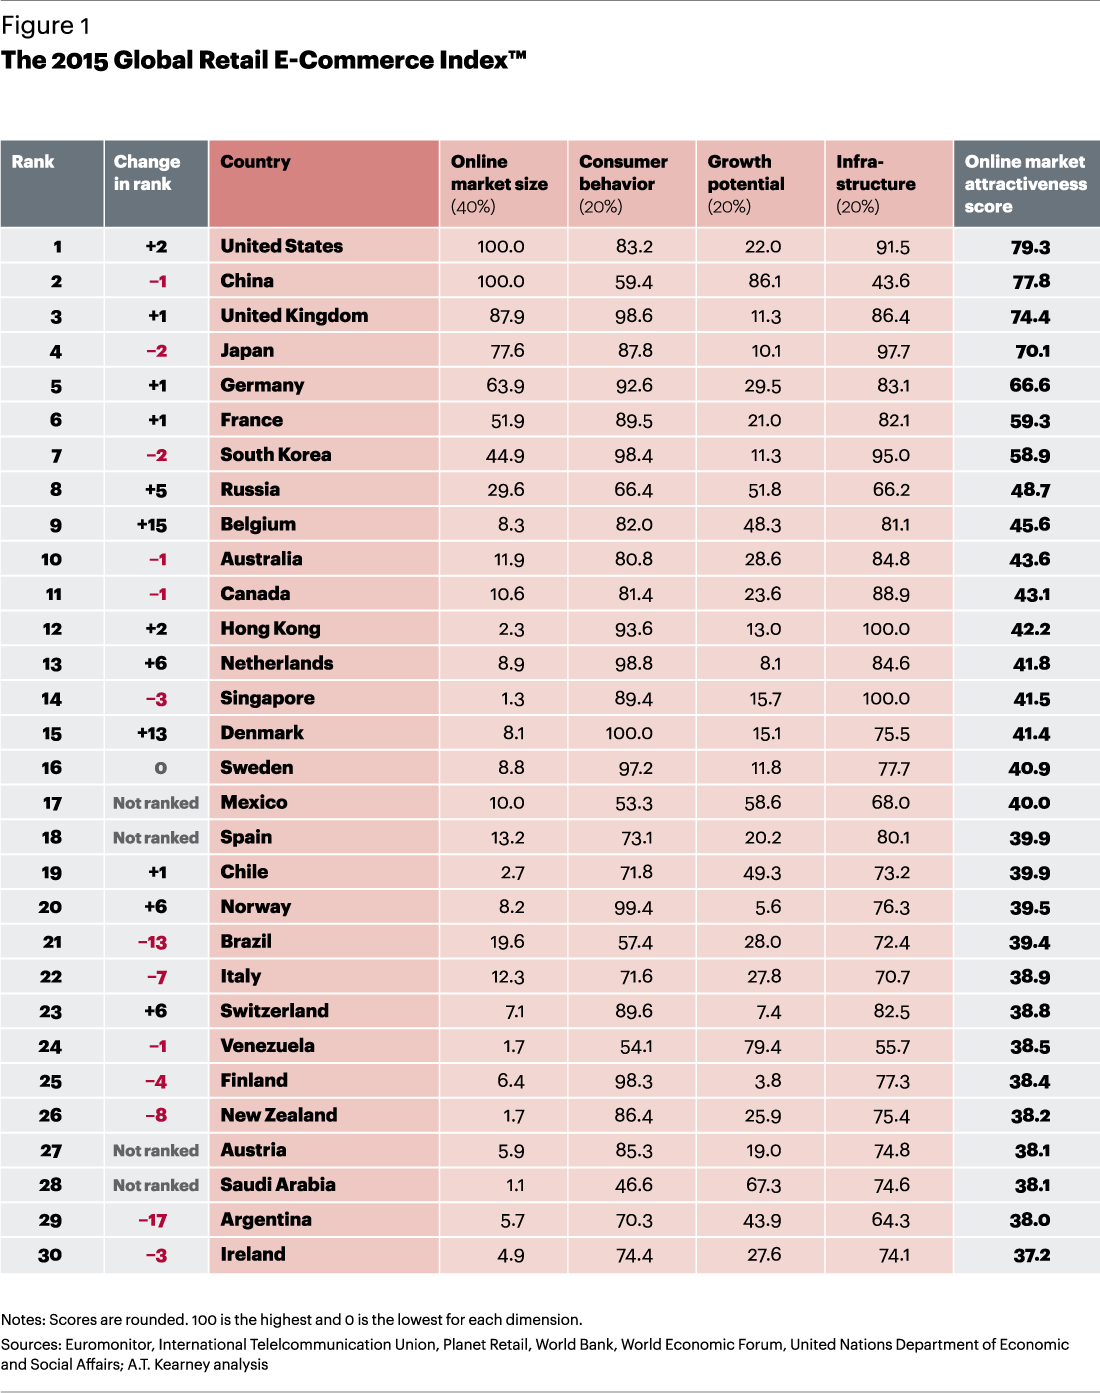 Figure 1
The 2015 Global Retail E-Commerce Index™
Rank Change in rank Country Online market size (40%) Consumer behavior (20%) Growth potential (20%) Infra-structure (20%) Online market attractiveness score
1 +2 United States 100.0 83.2 22.0 91.5 79.3
2 −1 China 100.0 59.4 86.1 43.6 77.8
3 +1 United Kingdom 87.9 98.6 11.3 86.4 74.4
4 −2 Japan 77.6 87.8 10.1 97.7 70.1
5 +1 Germany 63.9 92.6 29.5 83.1 66.6
6 +1 France 51.9 89.5 21.0 82.1 59.3
7 −2 South Korea 44.9 98.4 11.3 95.0 58.9
8 +5 Russia 29.6 66.4 51.8 66.2 48.7
9 +15 Belgium 8.3 82.0 48.3 81.1 45.6
10 −1 Australia 11.9 80.8 28.6 84.8 43.6
11 −1 Canada 10.6 81.4 23.6 88.9 43.1
12 +2 Hong Kong 2.3 93.6 13.0 100.0 42.2
13 +6 Netherlands 8.9 98.8 8.1 84.6 41.8
14 −3 Singapore 1.3 89.4 15.7 100.0 41.5
15 +13 Denmark 8.1 100.0 15.1 75.5 41.4
16 0 Sweden 8.8 97.2 11.8 77.7 40.9
17 Not ranked Mexico 10.0 53.3 58.6 68.0 40.0
18 Not ranked Spain 13.2 73.1 20.2 80.1 39.9
19 +1 Chile 2.7 71.8 49.3 73.2 39.9
20 +6 Norway 8.2 99.4 5.6 76.3 39.5
21 −13 Brazil 19.6 57.4 28.0 72.4 39.4
22 −7 Italy 12.3 71.6 27.8 70.7 38.9
23 +6 Switzerland 7.1 89.6 7.4 82.5 38.8
24 −1 Venezuela 1.7 54.1 79.4 55.7 38.5
25 −4 Finland 6.4 98.3 3.8 77.3 38.4
26 −8 New Zealand 1.7 86.4 25.9 75.4 38.2
27 Not ranked Austria 5.9 85.3 19.0 74.8 38.1
28 Not ranked Saudi Arabia 1.1 46.6 67.3 74.6 38.1
29 −17 Argentina 5.7 70.3 43.9 64.3 38.0
30 −3 Ireland 4.9 74.4 27.6 74.1 37.2
Notes: Scores are rounded. 100 is the highest and 0 is the lowest for each dimension.
Sources: Euromonitor, International Telelcommunication Union, Planet Retail, World Bank, World Economic Forum, United Nations Department of Economic
and Social Affairs; A.T. Kearney analysis